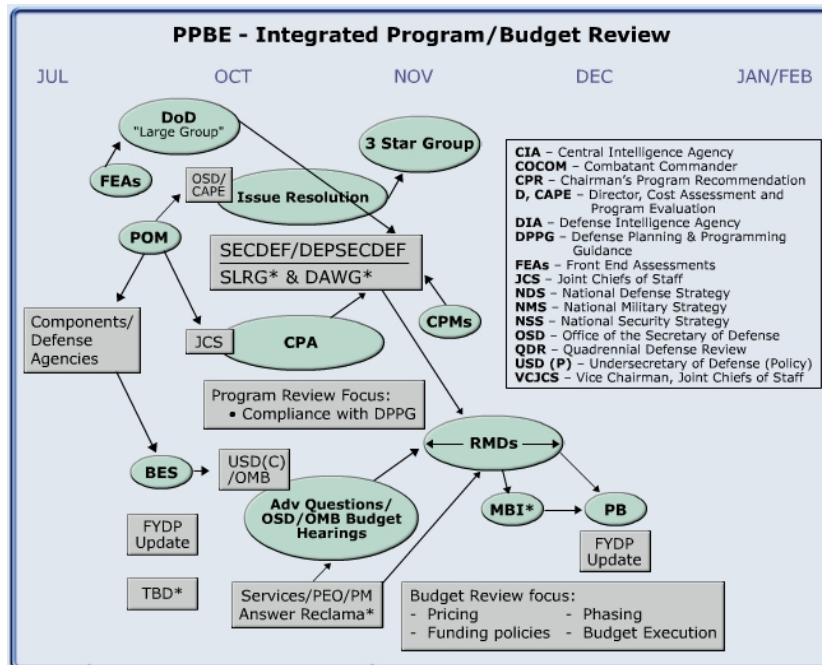 PPBE - Integrated Program/Budget Review
JUL
OCT
NOV
DEC
JAN/FEB
DoD
"Large Group"
3 Star Group
FEAs
OSD/
CAPE
Issue Resolution
POM
SECDEF/DEPSECDEF
SLRG* & DAWG*
Components/
Defense
Agencies
JCS
CPA
CPMs
Program Review Focus:
• Compliance with DPPG
CIA – Central Intelligence Agency
COCOM – Combatant Commander
CPR – Chairman's Program Recommendation
D, CAPE – Director, Cost Assessment and
Program Evaluation
DIA – Defense Intelligence Agency
DPPG – Defense Planning & Programming
Guidance
FEAs – Front End Assessments
JCS – Joint Chiefs of Staff
NDS – National Defense Strategy
NMS – National Military Strategy
NSS – National Security Strategy
OSD – Office of the Secretary of Defense
QDR – Quadrennial Defense Review
USD (P) – Undersecretary of Defense (Policy)
VCJCS – Vice Chairman, Joint Chiefs of Staff
RMDs
BES
USD(C)
/OMB
Adv Questions/
OSD/OMB Budget
Hearings
MBI*
PB
FYDP
Update
FYDP
Update
TBD*
Services/PEO/PM
Answer Reclama*
Budget Review focus:
- Pricing - Phasing
- Funding policies - Budget Execution